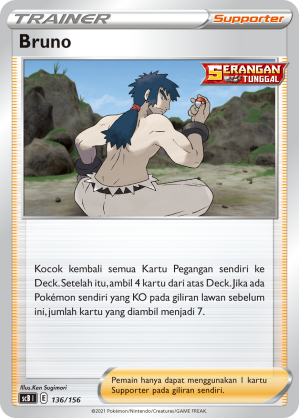 TRAINER
Supporter
Bruno
SERANGAN
TUNGGAL
Kocok kembali semua Kartu Pegangan sendiri ke
Deck. Setelah itu, ambil 4 kartu dari atas Deck. Jika ada
Pokémon sendiri yang KO pada giliran lawan sebelum
ini, jumlah kartu yang diambil menjadi 7.
Illus. Ken Sugimori
sc3 I E 136/156
Pemain hanya dapat menggunakan 1 kartu
Supporter pada giliran sendiri.
©2021 Pokémon/Nintendo/Creatures/GAME FREAK